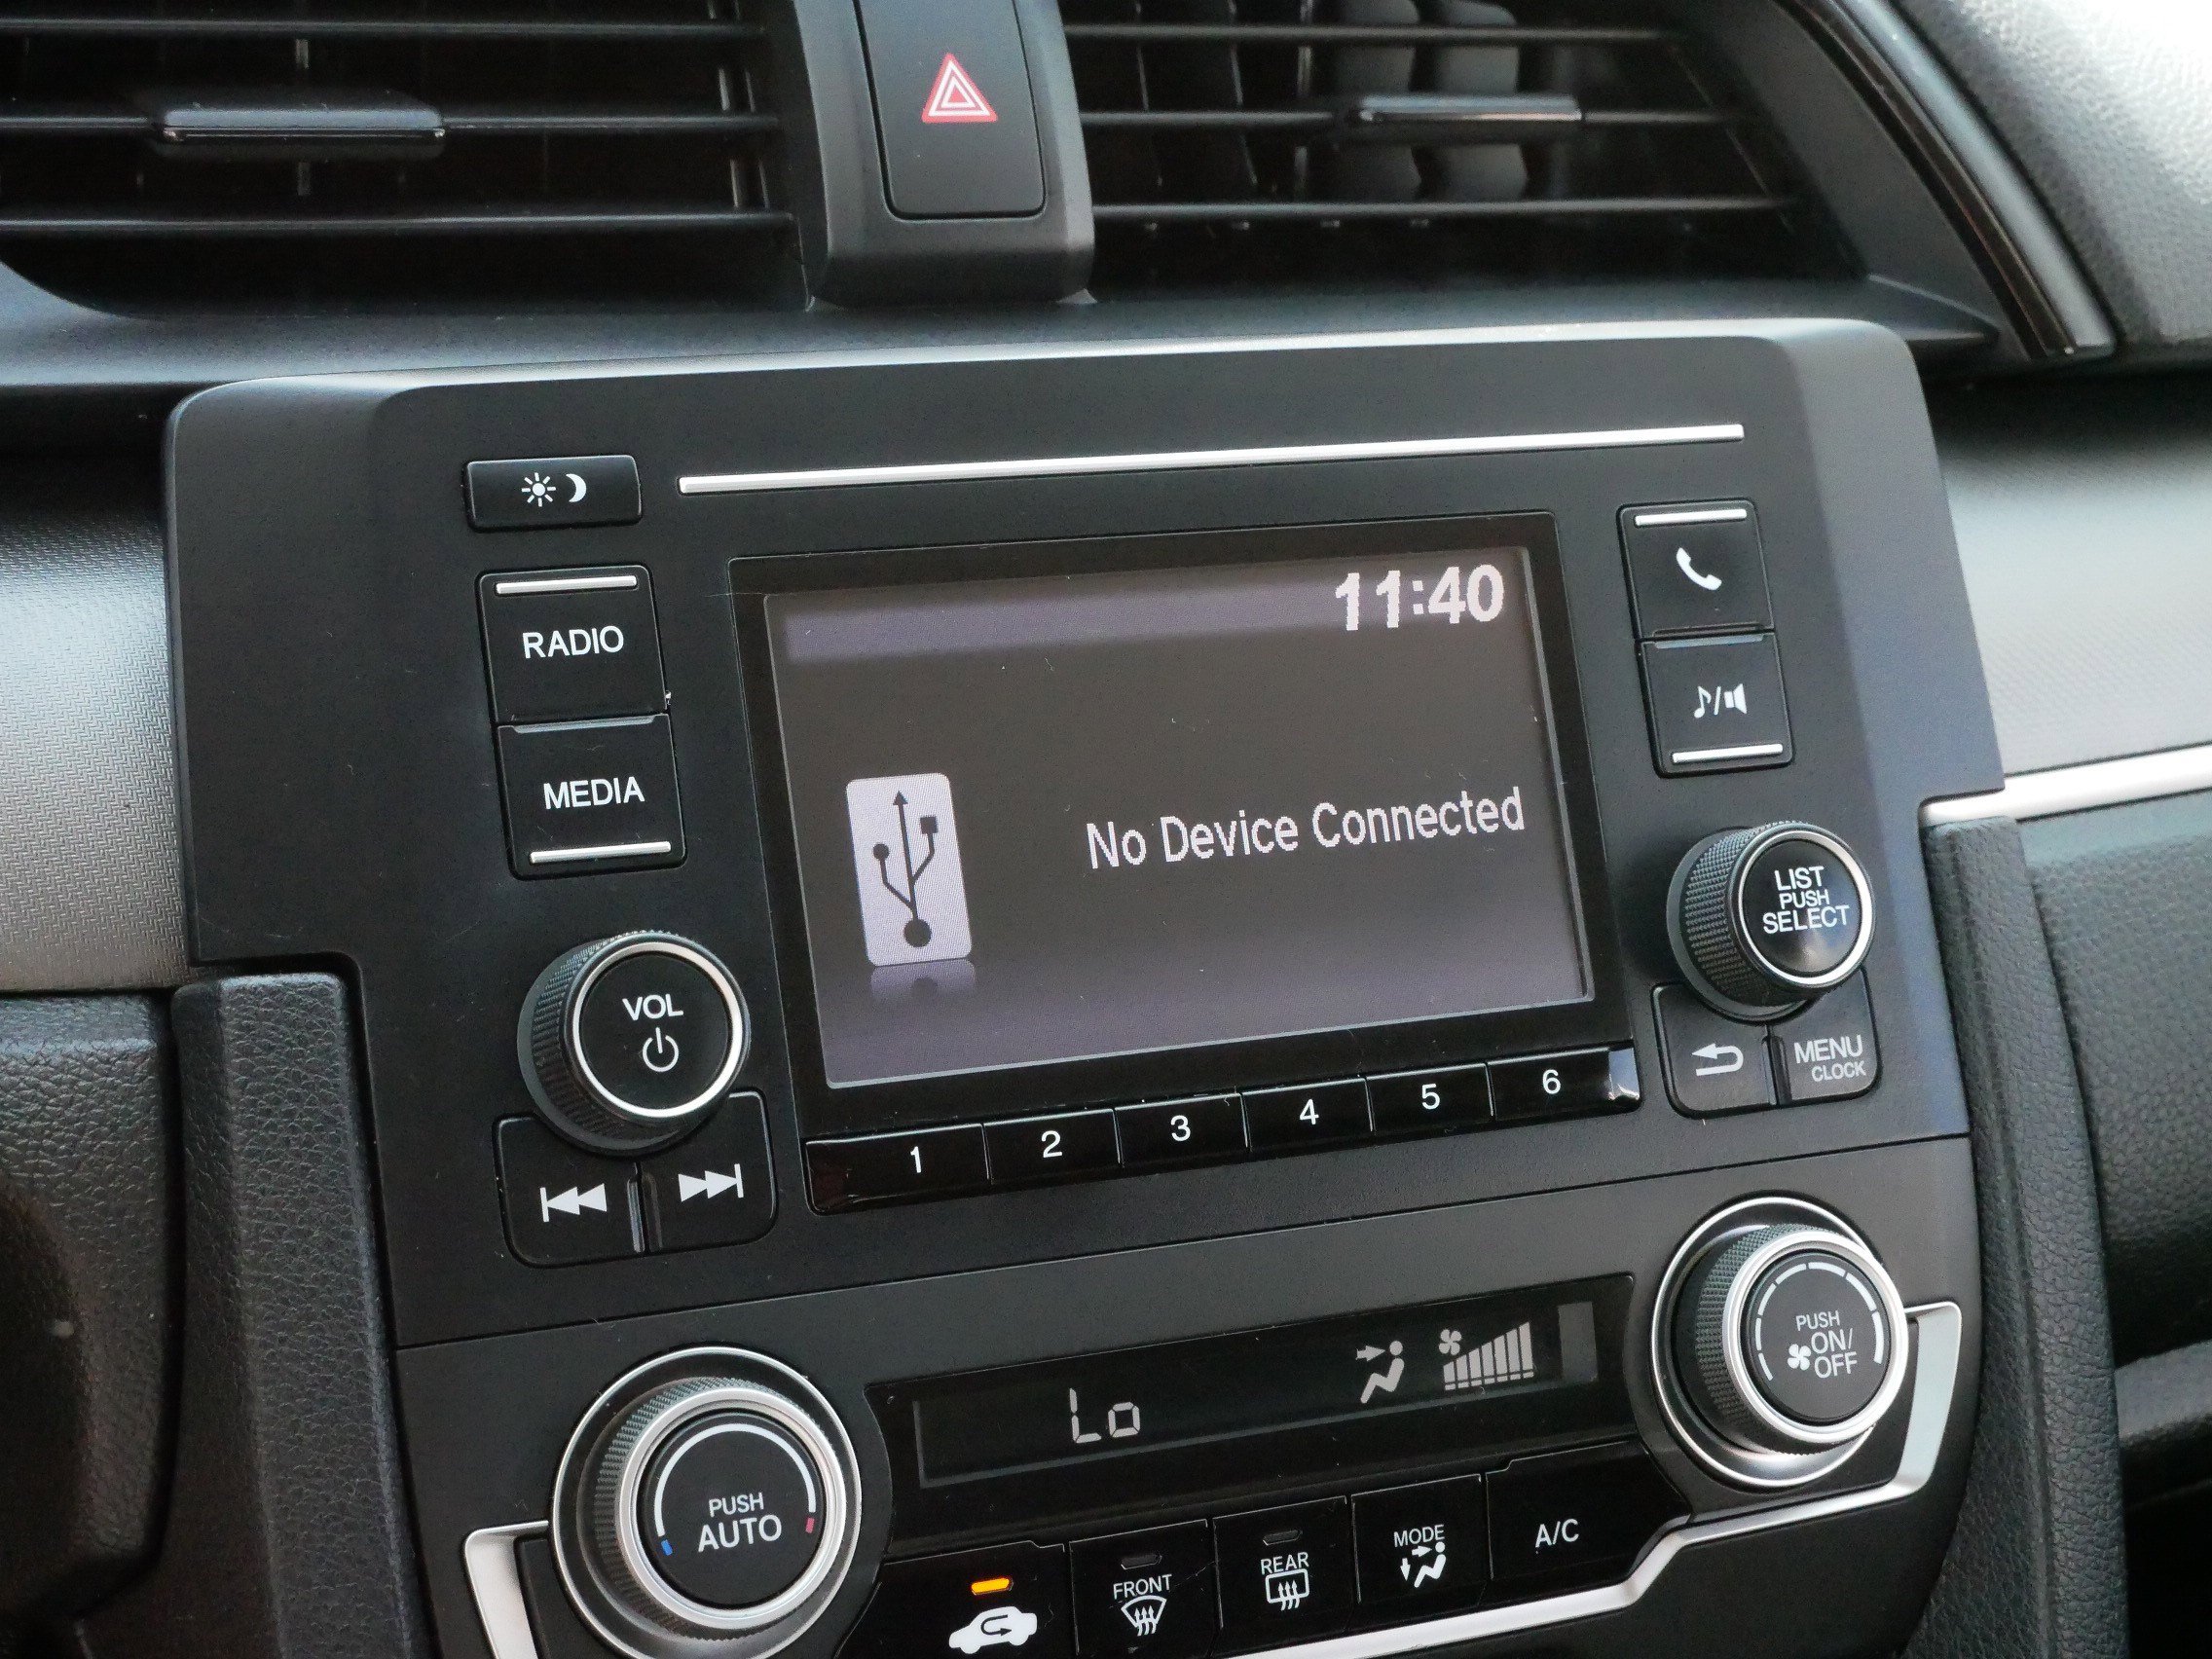 11:40
RADIO
MEDIA
No Device Connected
LIST
PUSH
SELECT
VOL
MENU
CLOCK
1 2 3 4 5 6
PUSH
ON/
OFF
Lo
PUSH
AUTO
FRONT
REAR
MODE
A/C